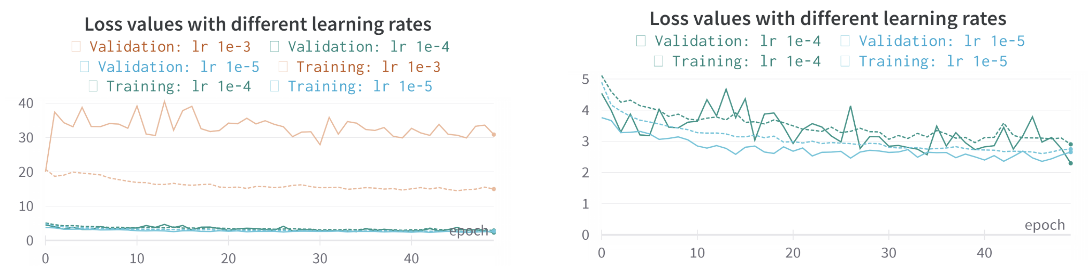 Loss values with different learning rates
Validation: lr 1e-3 Validation: lr 1e-4
Validation: lr 1e-5 Training: lr 1e-3
Training: lr 1e-4 Training: lr 1e-5
40
30
20
10
0
epoch
0 10 20 30 40
Loss values with different learning rates
Validation: lr 1e-4 Validation: lr 1e-5
Training: lr 1e-4 Training: lr 1e-5
5
4
3
2
1
0
epoch
0 10 20 30 40